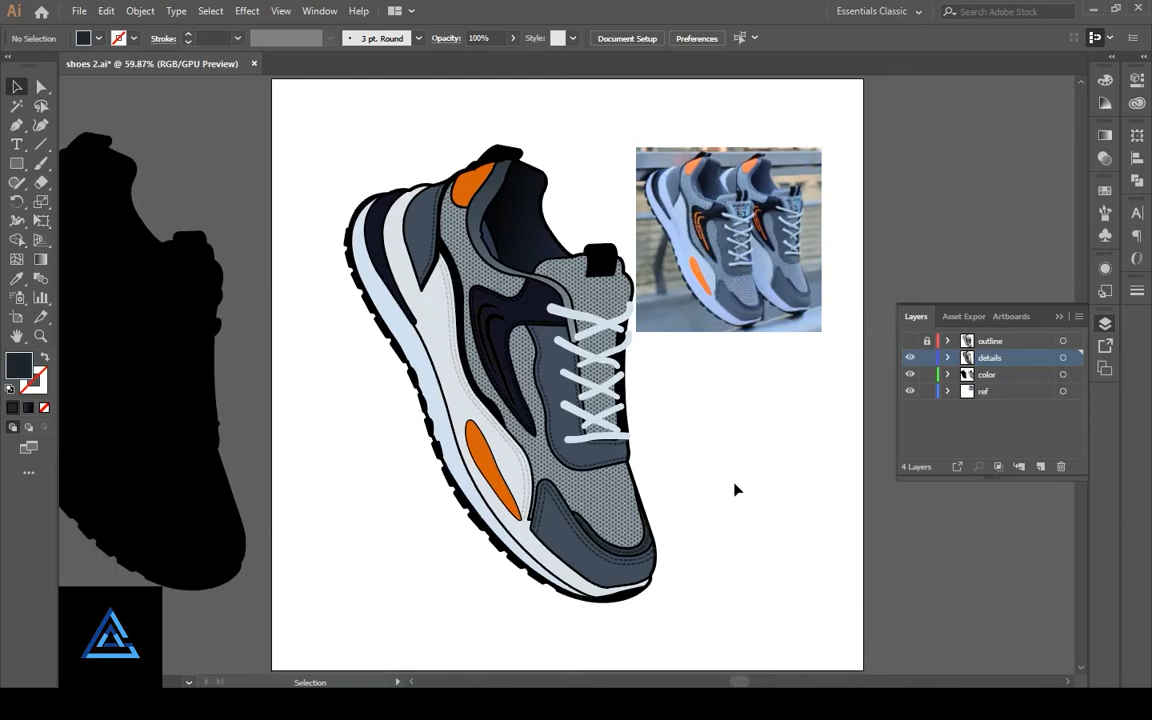 Ai File Edit Object Type Select Effect View Window Help Essentials Classic Search Adobe Stock
No Selection Stroke: 3 pt. Round Opacity: 100% Style: Document Setup Preferences
shoes 2.ai* @ 59.87% (RGB/GPU Preview)
Layers Asset Expor Artboards
outline
details
color
ref
4 Layers
Selection